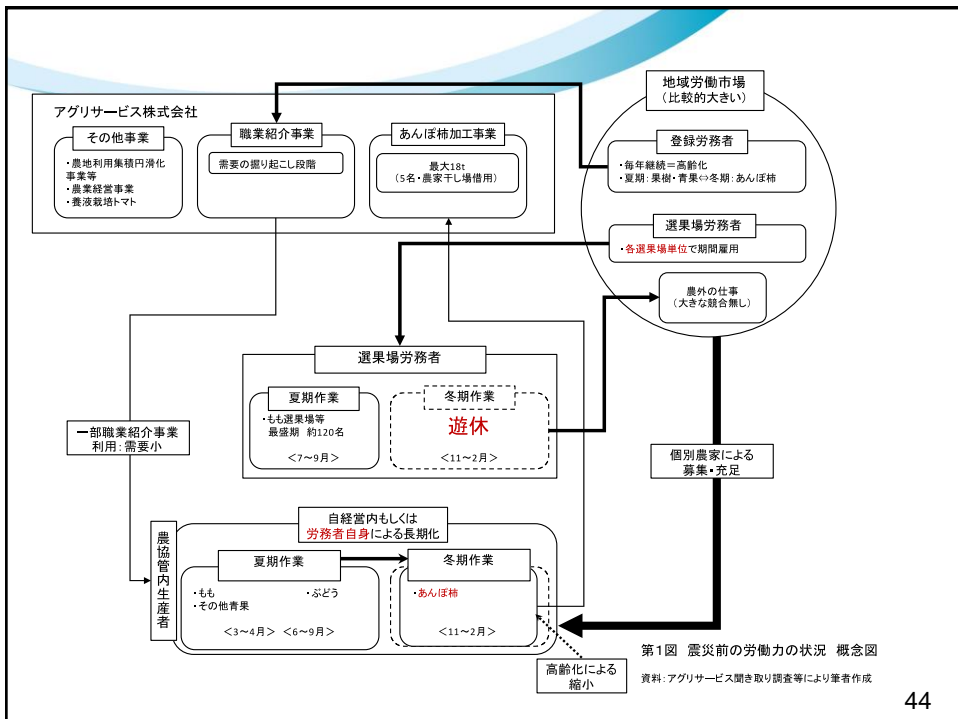 アグリサービス株式会社
その他事業
・農地利用集積円滑化
事業等
・農業経営事業
・養液栽培トマト
職業紹介事業
需要の掘り起こし段階
あんぽ柿加工事業
最大18t
(5名・農家干し場借用)
地域労働市場
(比較的大きい)
登録労務者
・毎年継続=高齢化
・夏期:果樹・青果⇔冬期:あんぽ柿
選果場労務者
・各選果場単位で期間雇用
農外の仕事
(大きな競合無し)
選果場労務者
夏期作業
・もも選果場等
最盛期 約120名
<7~9月>
冬期作業
遊休
<11~2月>
一部職業紹介事業
利用:需要小
個別農家による
募集・充足
自経営内もしくは
労務者自身による長期化
農協管内生産者
夏期作業
・もも ・ぶどう
・その他青果
<3~4月> <6~9月>
冬期作業
・あんぽ柿
<11~2月>
高齢化による
縮小
第1図 震災前の労働力の状況 概念図
資料:アグリサービス聞き取り調査等により筆者作成
44